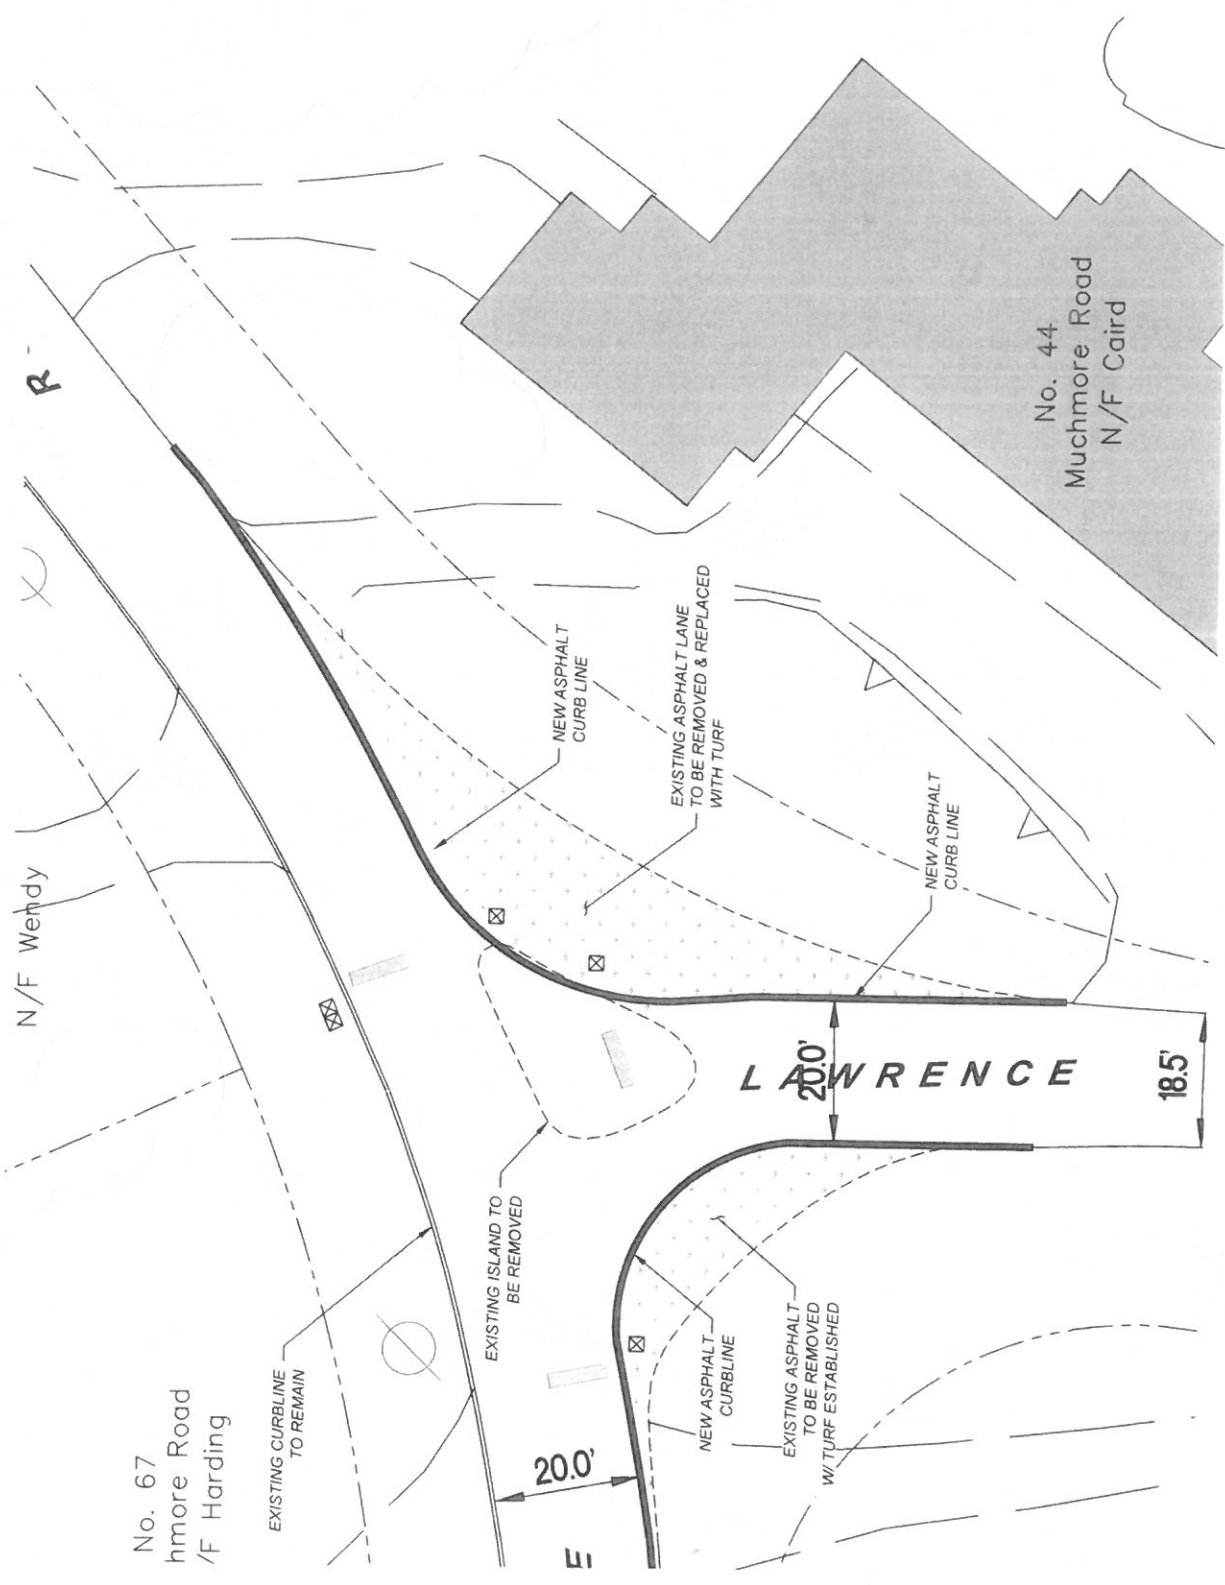 R
N/F Wendy
No. 44
Muchmore Road
N/F Caird
NEW ASPHALT
CURB LINE
EXISTING ASPHALT LANE
TO BE REMOVED & REPLACED
WITH TURF
NEW ASPHALT
CURB LINE
LAWRENCE
20.0'
18.5'
EXISTING ISLAND TO
BE REMOVED
No. 67
hmore Road
/F Harding
EXISTING CURBLINE
TO REMAIN
20.0'
NEW ASPHALT
CURBLINE
EXISTING ASPHALT
TO BE REMOVED
W/ TURF ESTABLISHED
E